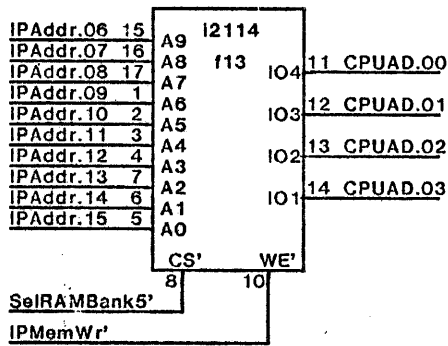 IPAddr.06 15 A9 i2114
IPAddr.07 16 A8 f13 IO4 11 CPUAD.00
IPAddr.08 17 A7
IPAddr.09 1 A6 IO3 12 CPUAD.01
IPAddr.10 2 A5
IPAddr.11 3 A4 IO2 13 CPUAD.02
IPAddr.12 4 A3
IPAddr.13 7 A2 IO1 14 CPUAD.03
IPAddr.14 6 A1
IPAddr.15 5 A0
CS' WE'
8 10
SelRAMBank5'
IPMemWr'